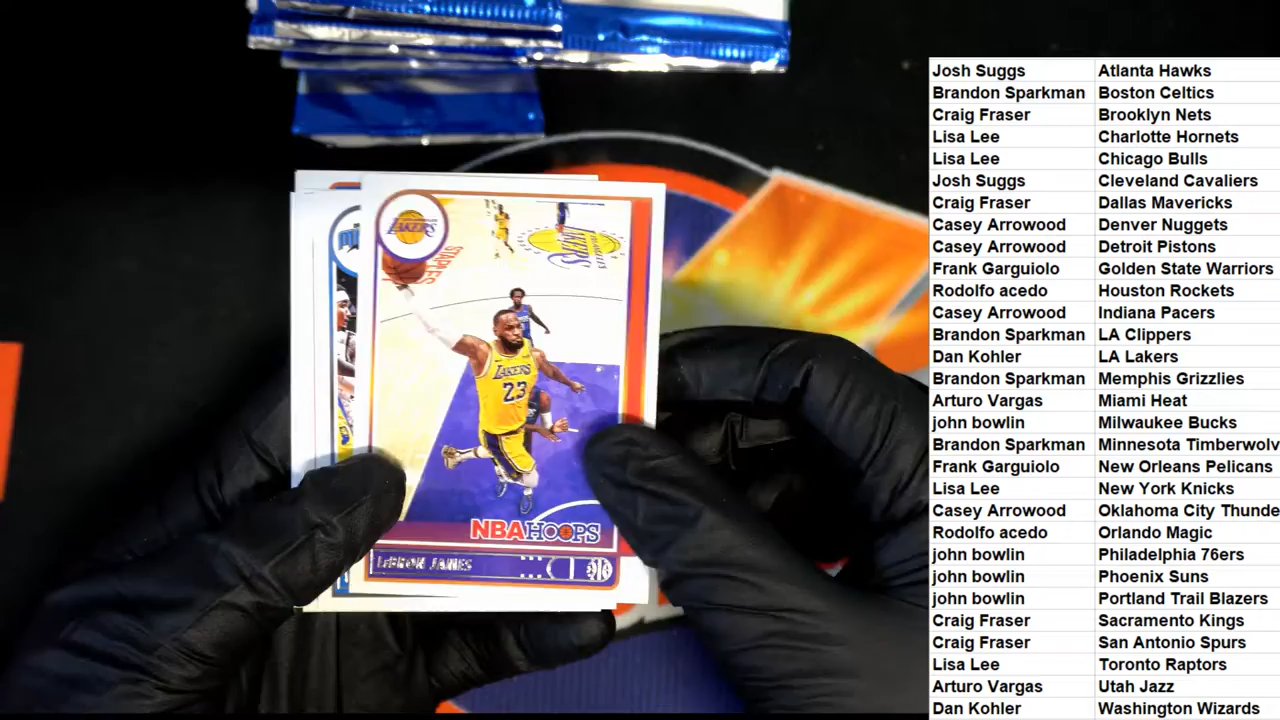 LAKERS
STAPLES
LAKERS
LAKERS
23
NBA HOOPS
LEBRON JAMES
Josh Suggs Atlanta Hawks
Brandon Sparkman Boston Celtics
Craig Fraser Brooklyn Nets
Lisa Lee Charlotte Hornets
Lisa Lee Chicago Bulls
Josh Suggs Cleveland Cavaliers
Craig Fraser Dallas Mavericks
Casey Arrowood Denver Nuggets
Casey Arrowood Detroit Pistons
Frank Garguiolo Golden State Warriors
Rodolfo acedo Houston Rockets
Casey Arrowood Indiana Pacers
Brandon Sparkman LA Clippers
Dan Kohler LA Lakers
Brandon Sparkman Memphis Grizzlies
Arturo Vargas Miami Heat
john bowlin Milwaukee Bucks
Brandon Sparkman Minnesota Timberwolv
Frank Garguiolo New Orleans Pelicans
Lisa Lee New York Knicks
Casey Arrowood Oklahoma City Thunde
Rodolfo acedo Orlando Magic
john bowlin Philadelphia 76ers
john bowlin Phoenix Suns
john bowlin Portland Trail Blazers
Craig Fraser Sacramento Kings
Craig Fraser San Antonio Spurs
Lisa Lee Toronto Raptors
Arturo Vargas Utah Jazz
Dan Kohler Washington Wizards